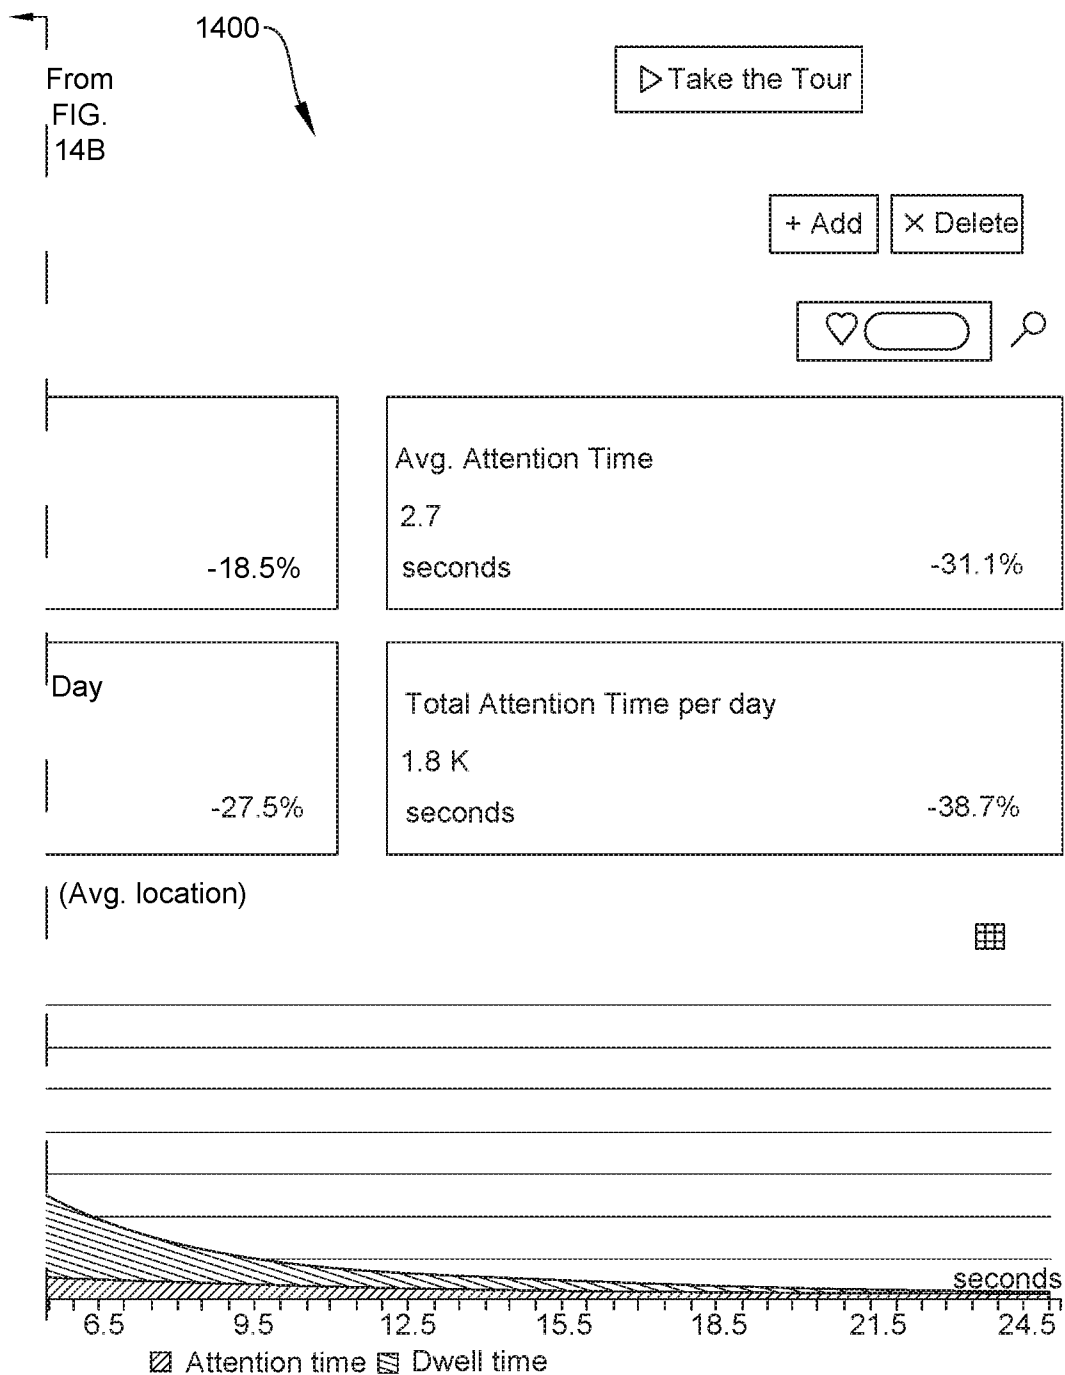 1400
From
FIG.
14B
Take the Tour
+ Add
× Delete
-18.5%
Avg. Attention Time
2.7
seconds
-31.1%
Day
-27.5%
Total Attention Time per day
1.8 K
seconds
-38.7%
(Avg. location)
seconds
6.5 9.5 12.5 15.5 18.5 21.5 24.5
Attention time Dwell time